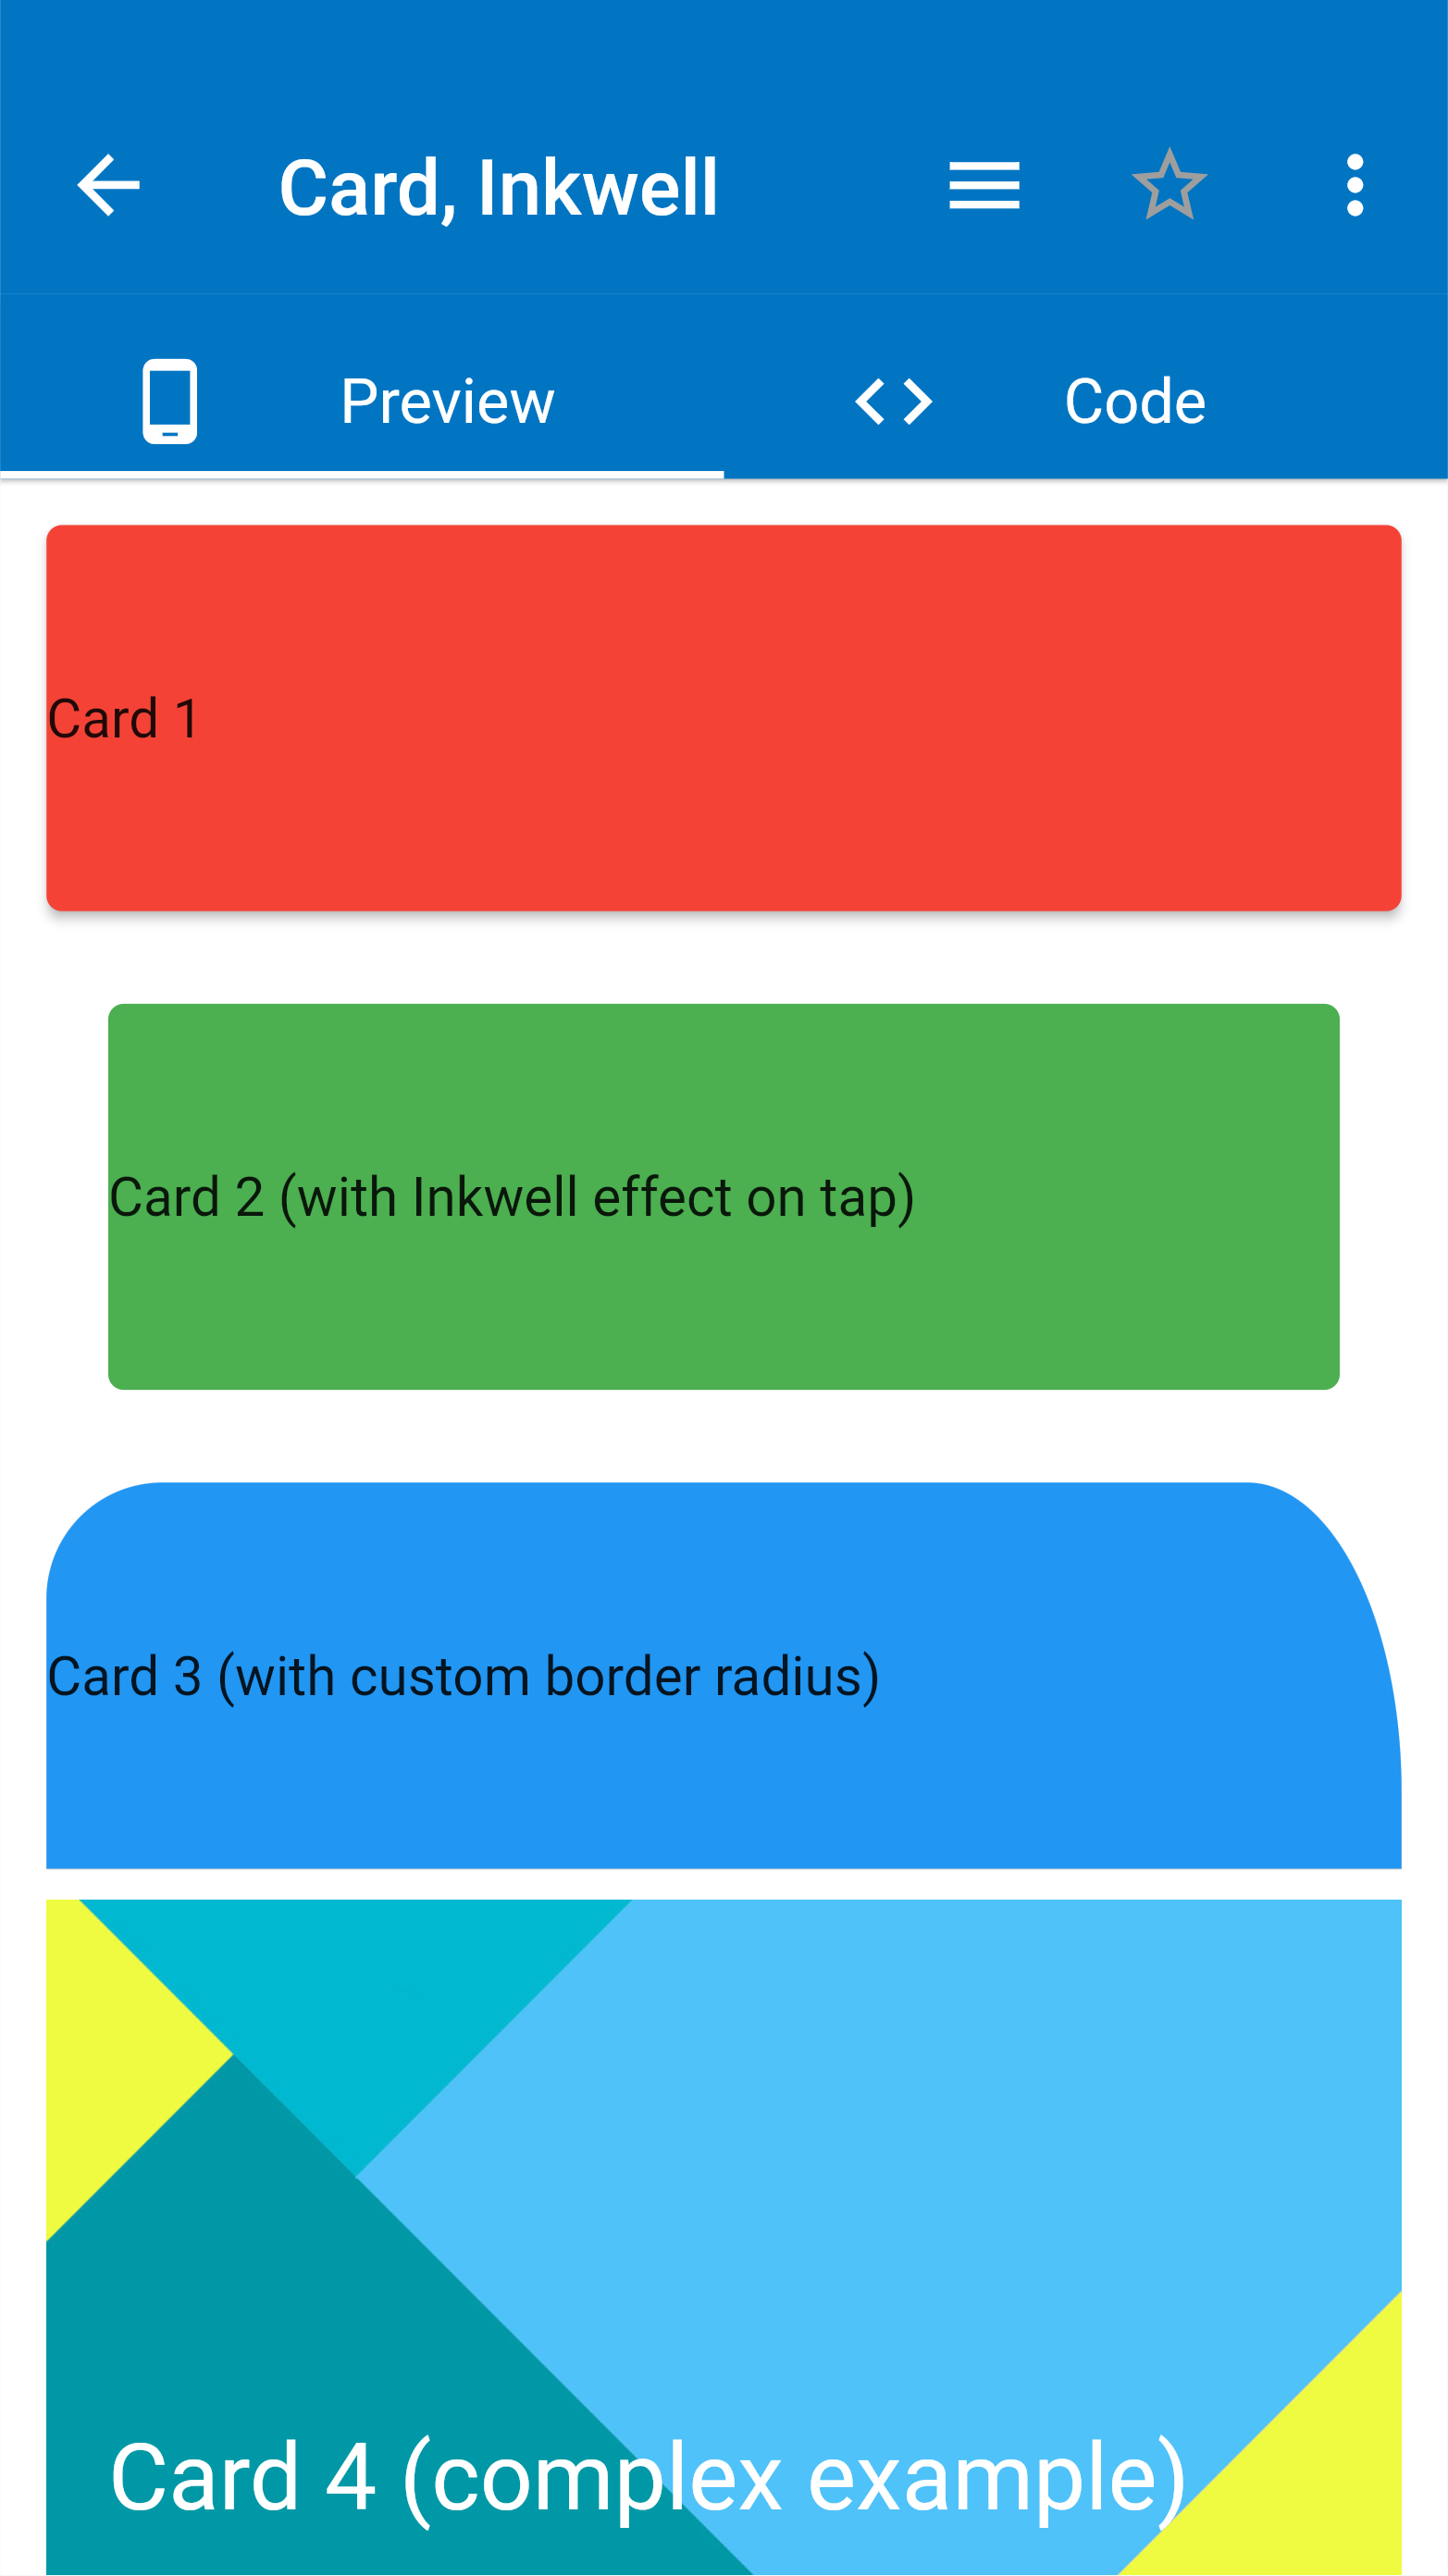 Card, Inkwell
Preview
Code
Card 1
Card 2 (with Inkwell effect on tap)
Card 3 (with custom border radius)
Card 4 (complex example)